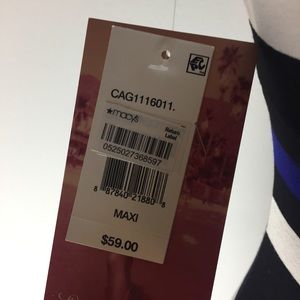 CAG1116011.
★macy's
Return
Label
0525027368597
8 87840 21880 8
MAXI
$59.00